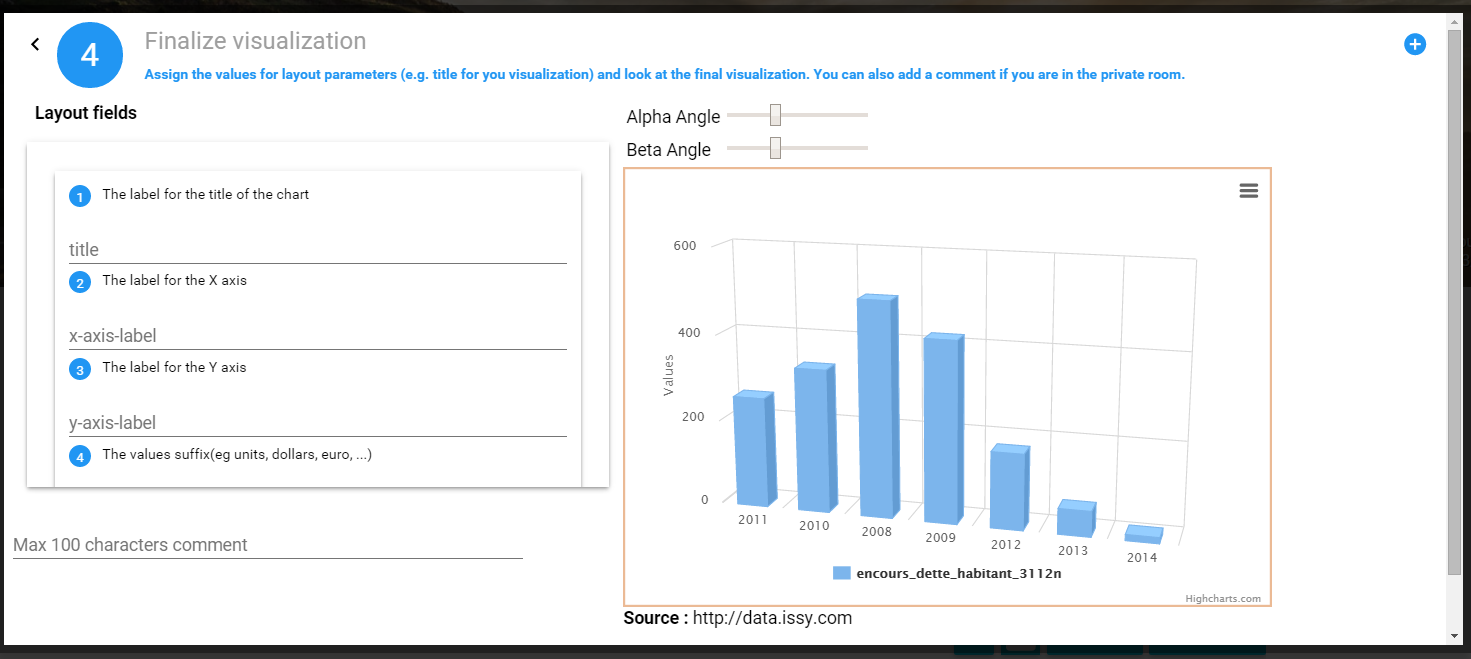 4
Finalize visualization
Assign the values for layout parameters (e.g. title for you visualization) and look at the final visualization. You can also add a comment if you are in the private room.
Layout fields
1 The label for the title of the chart
title
2 The label for the X axis
x-axis-label
3 The label for the Y axis
y-axis-label
4 The values suffix(eg units, dollars, euro, ...)
Max 100 characters comment
Alpha Angle
Beta Angle
600
400
200
0
Values
2011 2010 2008 2009 2012 2013 2014
encours_dette_habitant_3112n
Highcharts.com
Source : http://data.issy.com